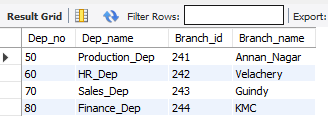 Result Grid Filter Rows: Export:
Dep_no Dep_name Branch_id Branch_name
50 Production_Dep 241 Annan_Nagar
60 HR_Dep 242 Velachery
70 Sales_Dep 243 Guindy
80 Finance_Dep 244 KMC